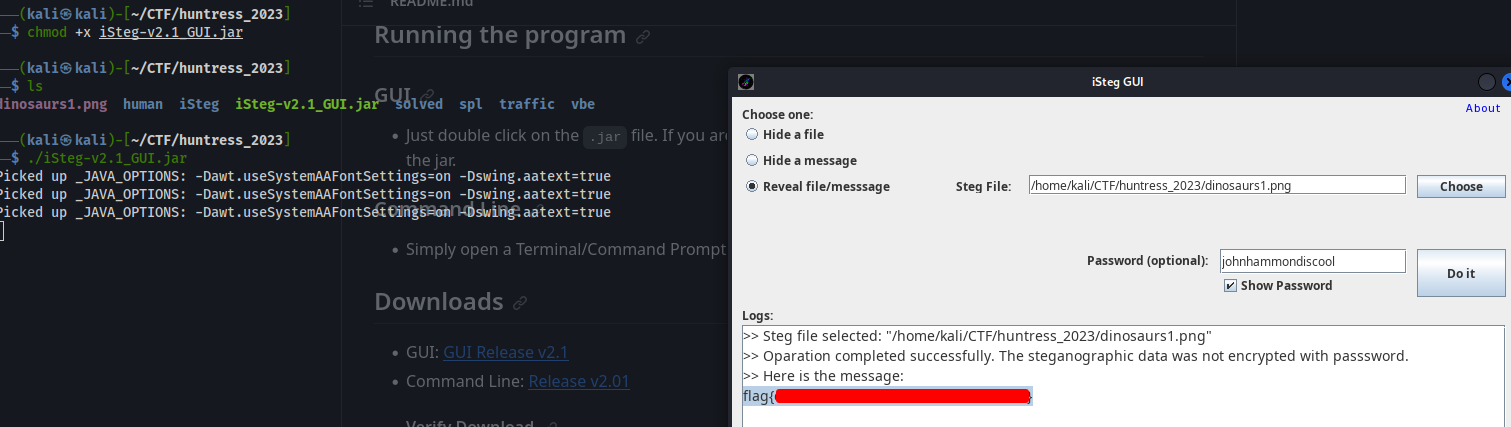 ——(kali㉿kali)-[~/CTF/huntress_2023]
—$ chmod +x iSteg-v2.1_GUI.jar
——(kali㉿kali)-[~/CTF/huntress_2023]
—$ ls
dinosaurs1.png human iSteg iSteg-v2.1_GUI.jar solved spl traffic vbe
——(kali㉿kali)-[~/CTF/huntress_2023]
—$ ./iSteg-v2.1_GUI.jar
Picked up _JAVA_OPTIONS: -Dawt.useSystemAAFontSettings=on -Dswing.aatext=true
Picked up _JAVA_OPTIONS: -Dawt.useSystemAAFontSettings=on -Dswing.aatext=true
Picked up _JAVA_OPTIONS: -Dawt.useSystemAAFontSettings=on -Dswing.aatext=true
README.md
Running the program
GUI
• Just double click on the .jar file. If you are
the jar.
Command Line
• Simply open a Terminal/Command Prompt
Downloads
• GUI: GUI Release v2.1
• Command Line: Release v2.01
Verify Download
iSteg GUI
About
Choose one:
Hide a file
Hide a message
Reveal file/messsage Steg File: /home/kali/CTF/huntress_2023/dinosaurs1.png Choose
Password (optional): johnhammondiscool Do it
Show Password
Logs:
>> Steg file selected: "/home/kali/CTF/huntress_2023/dinosaurs1.png"
>> Oparation completed successfully. The steganographic data was not encrypted with passsword.
>> Here is the message:
flag{ }